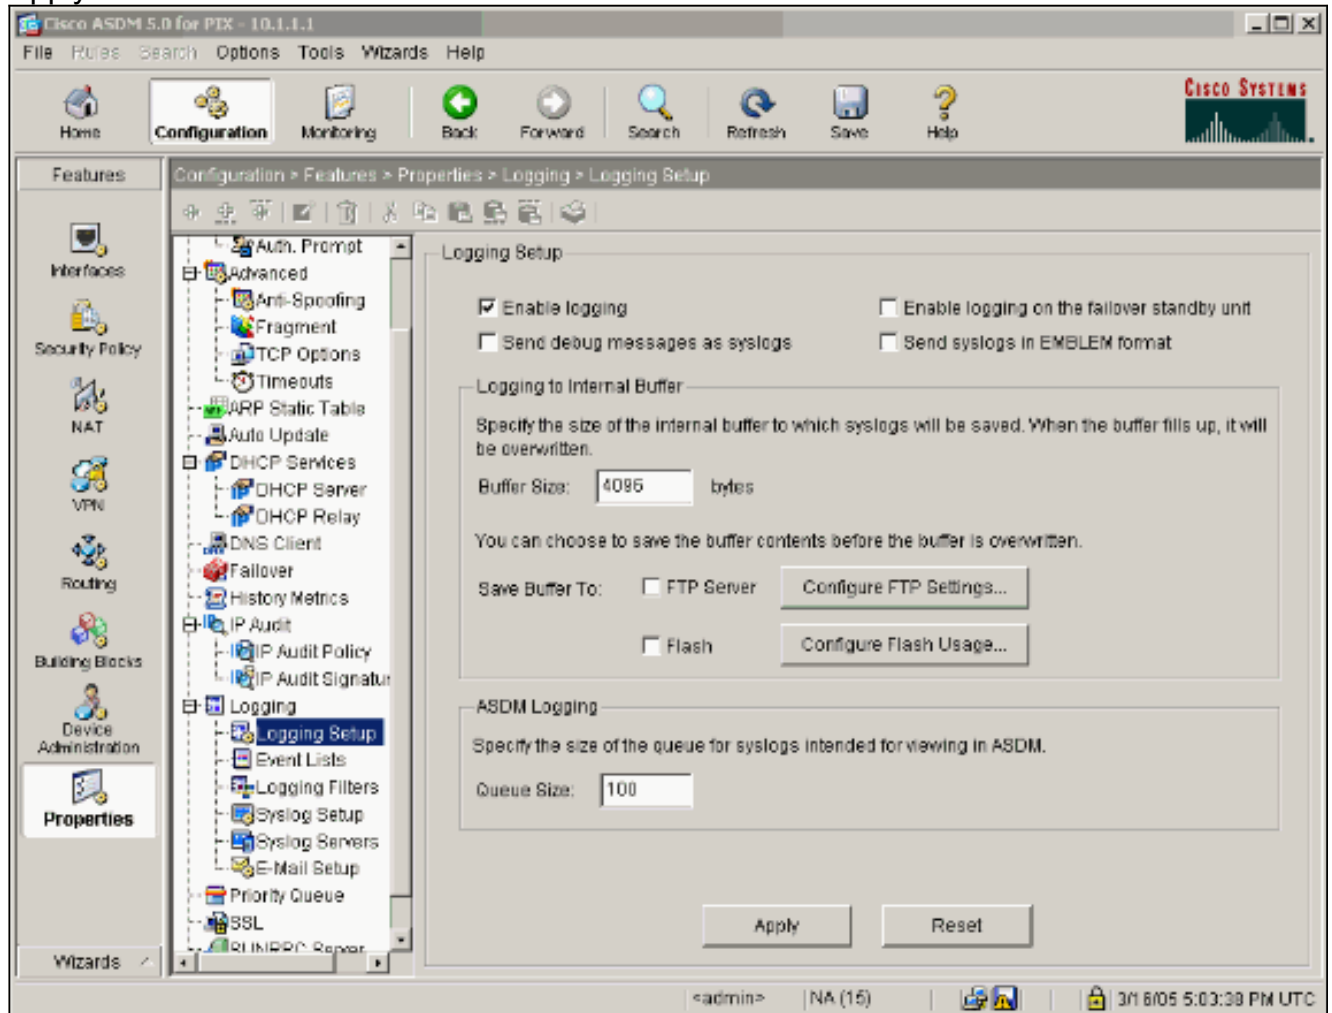 Cisco ASDM 5.0 for PIX - 10.1.1.1
File Rules Search Options Tools Wizards Help
Home Configuration Monitoring Back Forward Search Refresh Save Help
CISCO SYSTEMS
Features
Configuration > Features > Properties > Logging > Logging Setup
Interfaces
Security Policy
NAT
VPN
Routing
Building Blocks
Device Administration
Properties
Wizards
Auth. Prompt
Advanced
Anti-Spoofing
Fragment
TCP Options
Timeouts
ARP Static Table
Auto Update
DHCP Services
DHCP Server
DHCP Relay
DNS Client
Failover
History Metrics
IP Audit
IP Audit Policy
IP Audit Signatur
Logging
Logging Setup
Event Lists
Logging Filters
Syslog Setup
Syslog Servers
E-Mail Setup
Priority Queue
SSL
SUNRPC Server
Logging Setup
Enable logging
Enable logging on the failover standby unit
Send debug messages as syslogs
Send syslogs in EMBLEM format
Logging to Internal Buffer
Specify the size of the internal buffer to which syslogs will be saved. When the buffer fills up, it will
be overwritten.
Buffer Size: 4096 bytes
You can choose to save the buffer contents before the buffer is overwritten.
Save Buffer To: FTP Server Configure FTP Settings...
Flash Configure Flash Usage...
ASDM Logging
Specify the size of the queue for syslogs intended for viewing in ASDM.
Queue Size: 100
Apply Reset
<admin> NA (15) 3/16/05 5:03:38 PM UTC